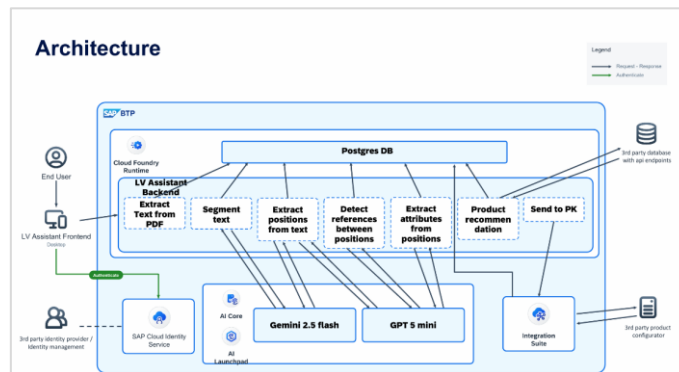 Architecture
Legend
Request - Response
Authenticate
SAP BTP
Cloud Foundry
Runtime
Postgres DB
3rd party database
with api endpoints
End User
LV Assistant
Backend
Extract
Text from
PDF
Segment
text
Extract
positions
from text
Detect
references
between
positions
Extract
attributes
from
positions
Product
recommen
dation
Send to PK
LV Assistant Frontend
Desktop
Authenticate
3rd party identity provider /
identity management
SAP Cloud Identity
Service
AI Core
AI
Launchpad
Gemini 2.5 flash
GPT 5 mini
Integration
Suite
3rd party product
configurator